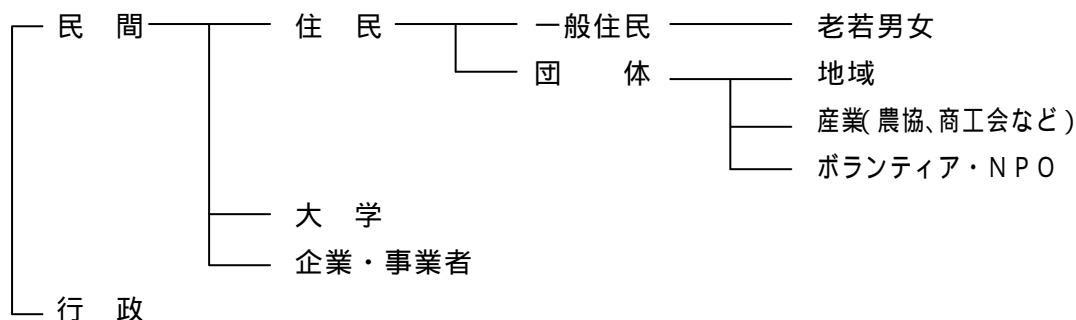 民　間　住　民　一般住民　老若男女
団　体　地域
産業(農協、商工会など)
ボランティア・ＮＰＯ
大　学
企業・事業者
行　政